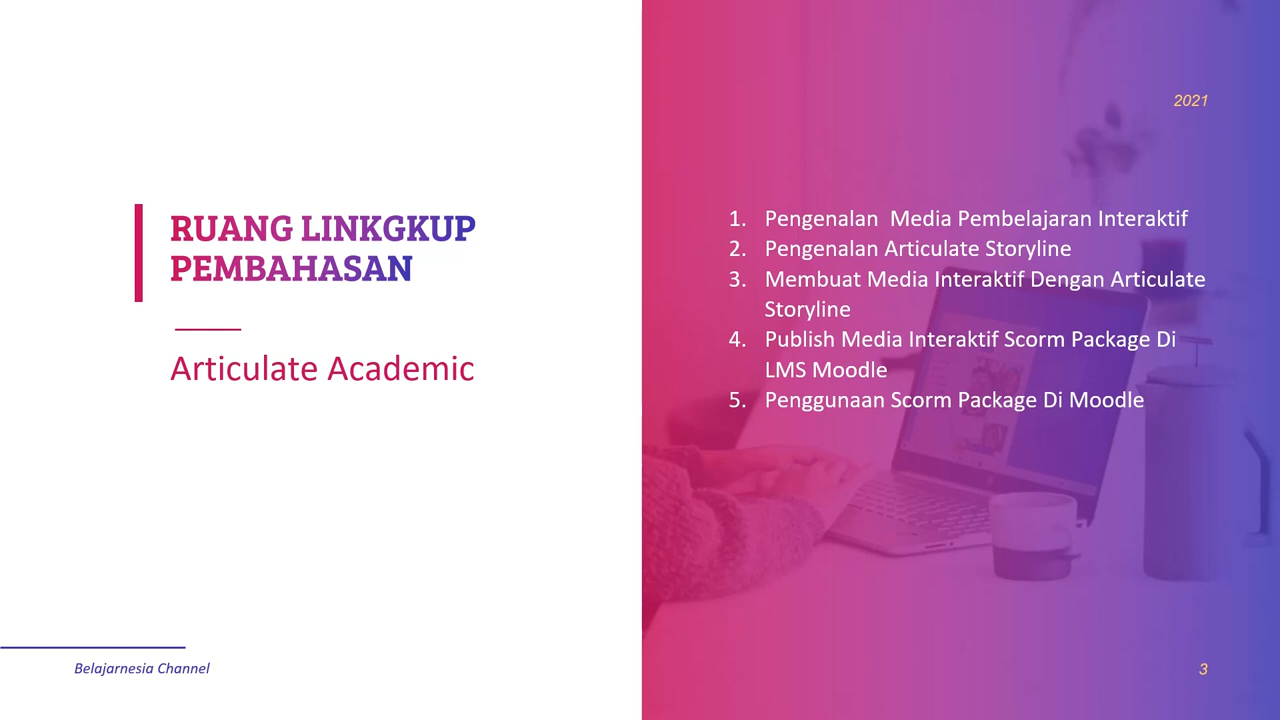 RUANG LINKGKUP
PEMBAHASAN
Articulate Academic
Belajarnesia Channel
2021
1. Pengenalan  Media Pembelajaran Interaktif
2. Pengenalan Articulate Storyline
3. Membuat Media Interaktif Dengan Articulate
Storyline
4. Publish Media Interaktif Scorm Package Di
LMS Moodle
5. Penggunaan Scorm Package Di Moodle
3